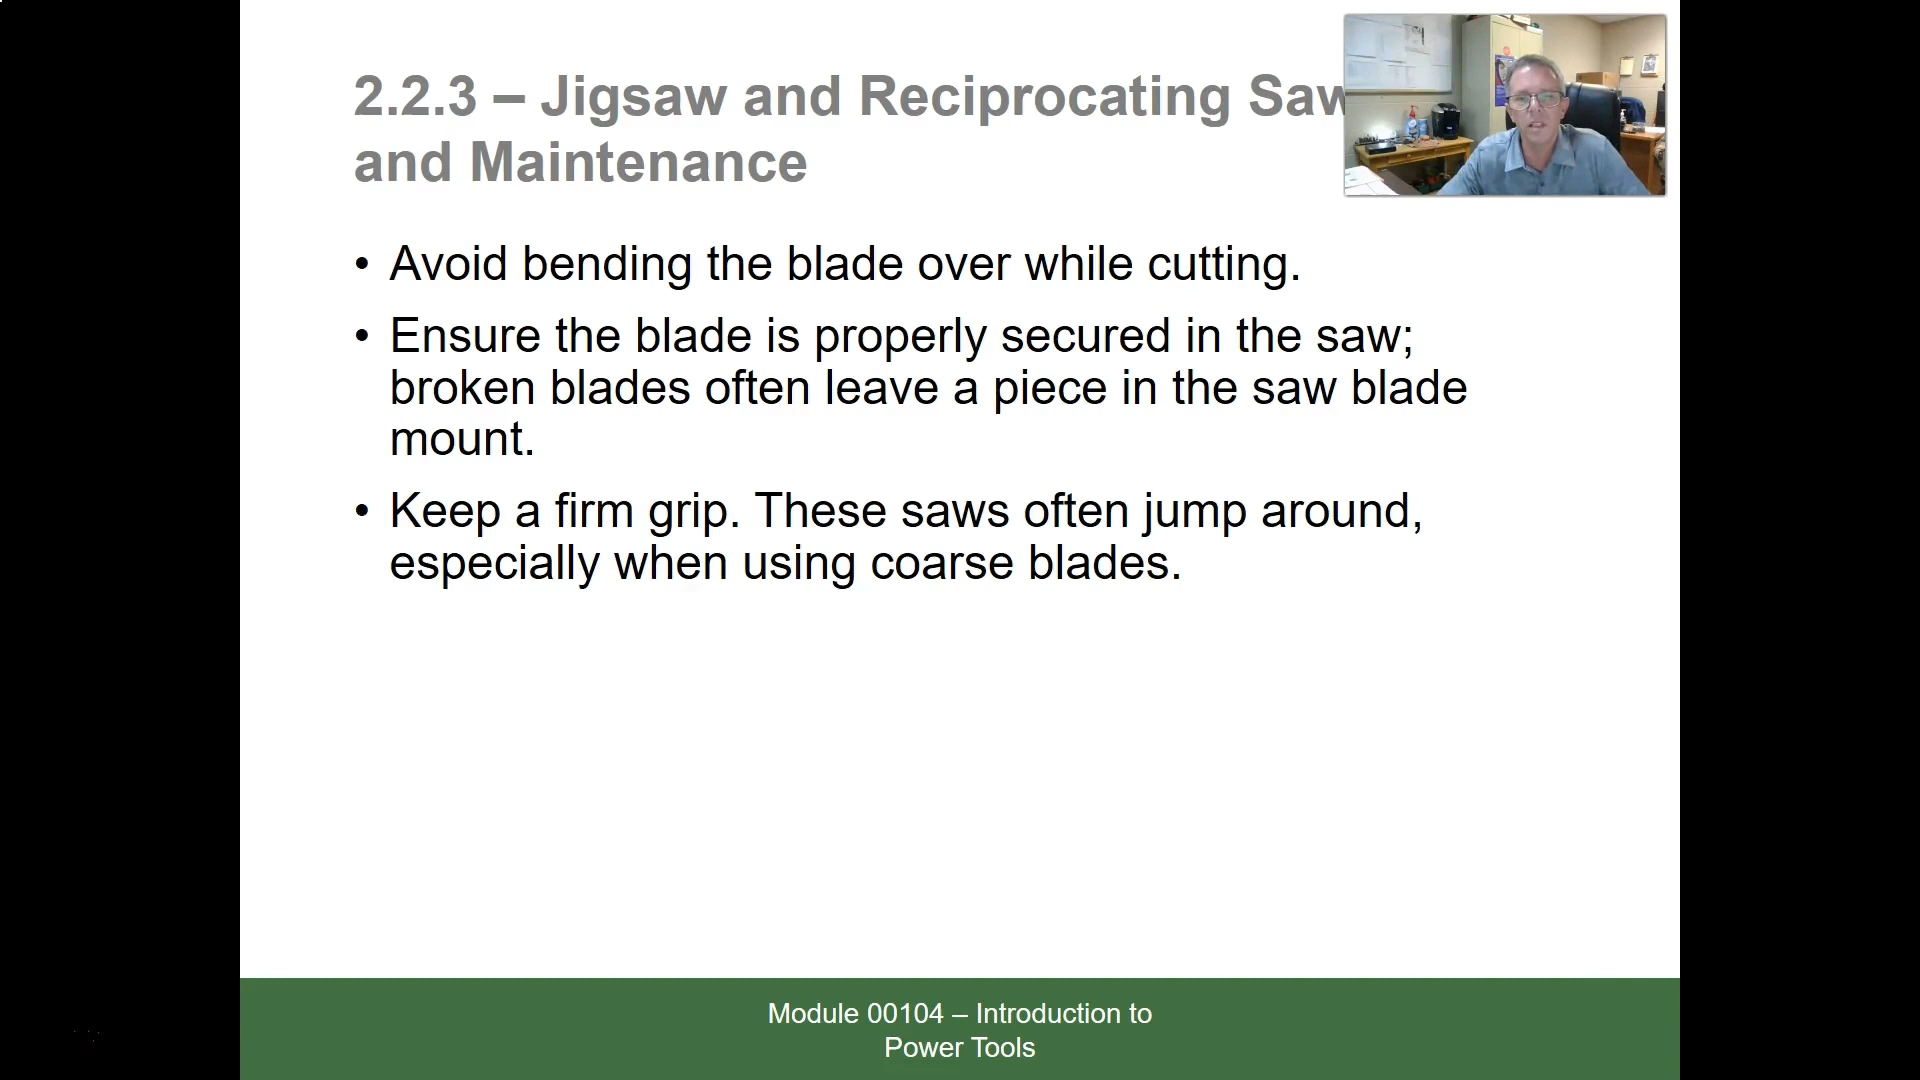 2.2.3 – Jigsaw and Reciprocating Saw
and Maintenance
• Avoid bending the blade over while cutting.
• Ensure the blade is properly secured in the saw;
broken blades often leave a piece in the saw blade
mount.
• Keep a firm grip. These saws often jump around,
especially when using coarse blades.
Module 00104 – Introduction to
Power Tools